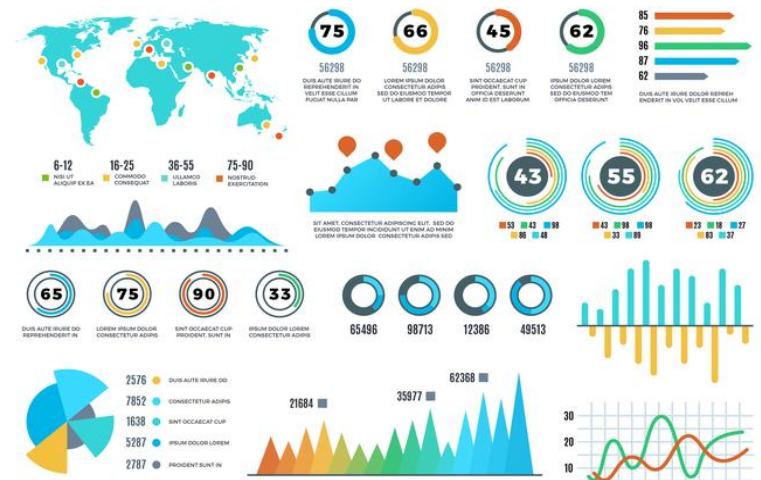 75
66
45
62
56298
56298
56298
56298
DUIS AUTE IRURE DO
REPREHENDERIT IN
VELIT ESSE CILLUM
FUGIAT NULLA PAR
LOREM IPSUM DOLOR
CONSECTETUR ADIPIS
SED DO EIUSMOD TEMPOR
UT LABORE ET DOLORE
SINT OCCAECAT CUP
PROIDENT, SUNT IN
OFFICIA DESERUNT
ANIM ID EST LABORUM
IPSUM DOLOR LOREM
CONSECTETUR ADIPIS
SED DO EIUSMOD TEM
OFFICIA DESERUNT
85
76
96
87
62
DUIS AUTE IRURE DOLOR REPREH
ENDERIT IN VOL VELIT ESSE CILLUM
6-12
NISI UT
ALIQUIP EX EA
16-25
COMMODO
CONSEQUAT
36-55
ULLAMCO
LABORIS
75-90
NOSTRUD
EXERCITATION
SIT AMET, CONSECTETUR ADIPISCING ELIT, SED DO
EIUSMOD TEMPOR INCIDIDUNT UT ENIM AD MINIM
LOREM IPSUM DOLOR CONSECTETUR ADIPIS SED
43
53 43 98
86 48
55
43 98 98
33 89
62
23 18 27
83 37
65
DUIS AUTE IRURE DO
REPREHENDERIT IN
75
LOREM IPSUM DOLOR
CONSECTETUR ADIPIS
90
SINT OCCAECAT CUP
PROIDENT, SUNT IN
33
IPSUM DOLOR LOREM
CONSECTETUR ADIPIS
65496
98713
12386
49513
2576 DUIS AUTE IRURE DO
7852 CONSECTETUR ADIPIS
1638 SINT OCCAECAT CUP
5287 IPSUM DOLOR LOREM
2787 PROIDENT SUNT IN
21684
35977
62368
30
20
10